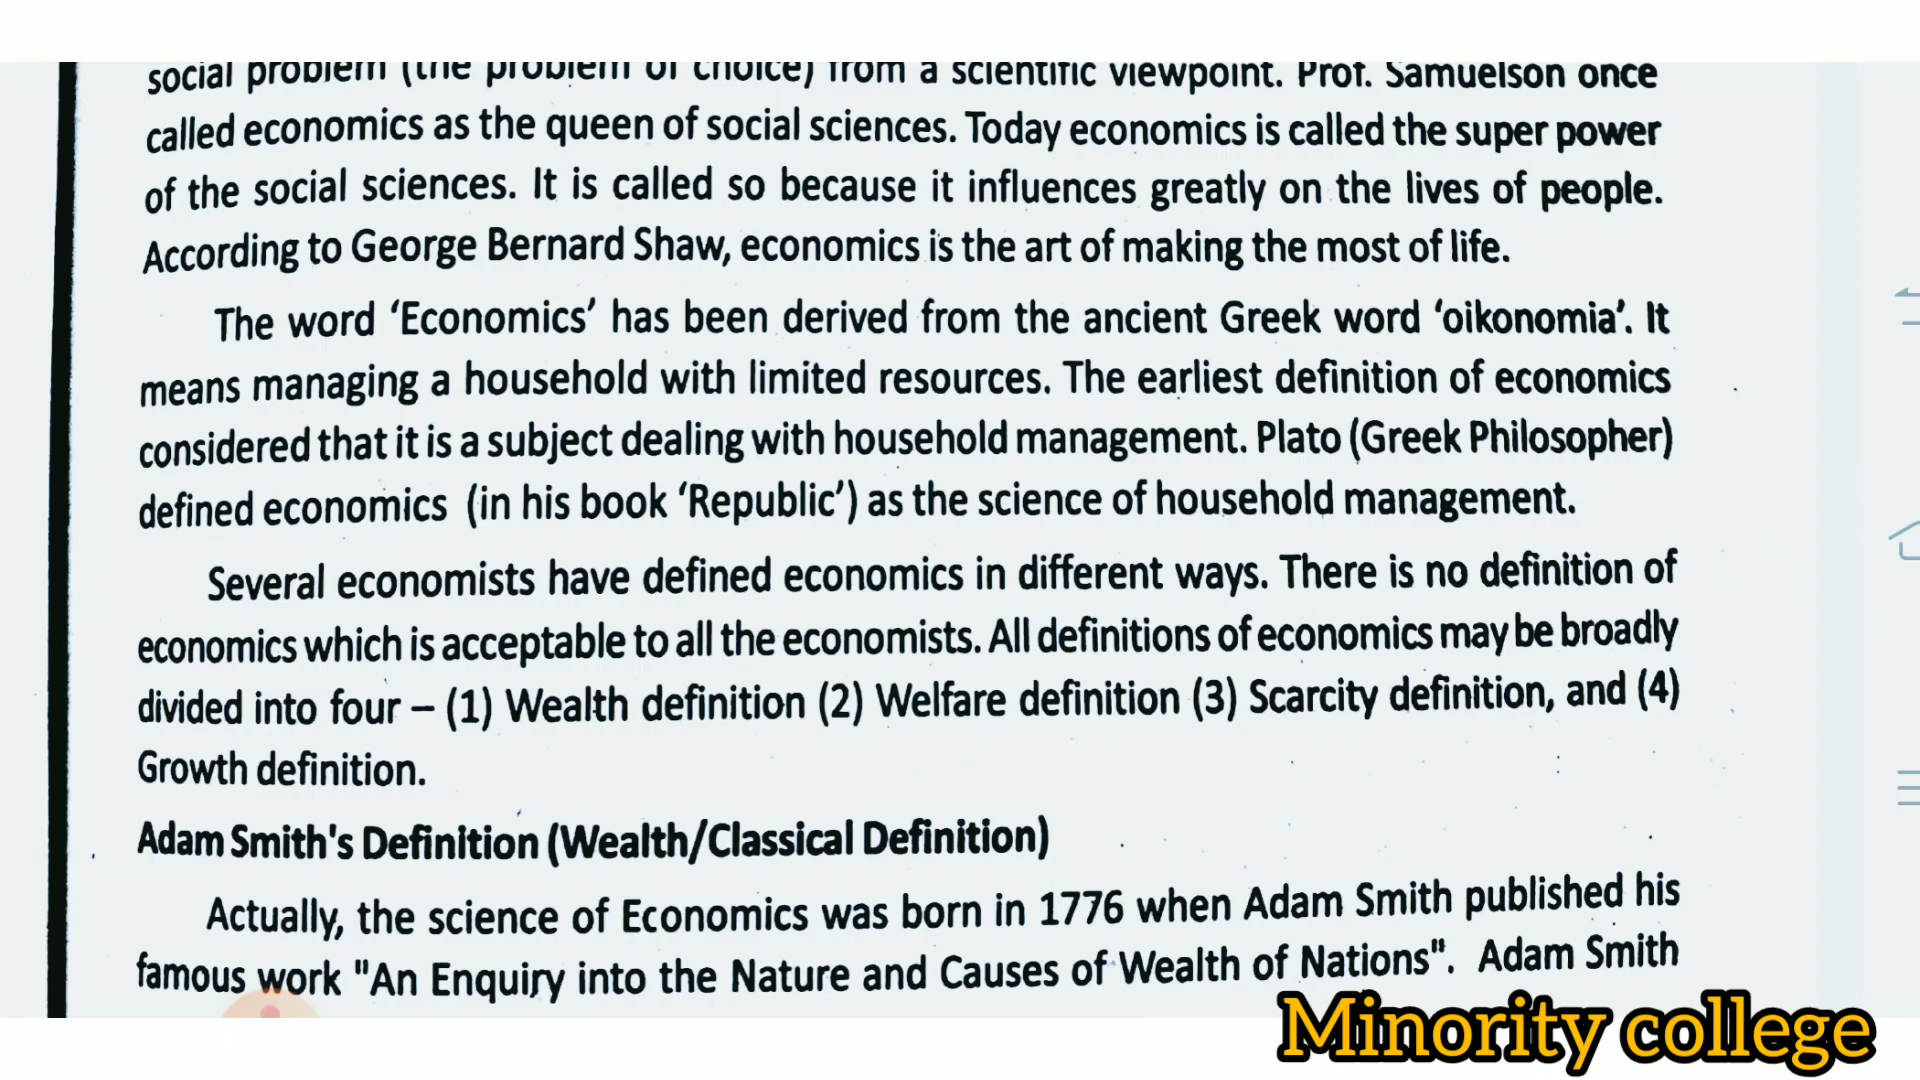 social problem (the problem of choice) from a scientific viewpoint. Prof. Samuelson once
called economics as the queen of social sciences. Today economics is called the super power
of the social sciences. It is called so because it influences greatly on the lives of people.
According to George Bernard Shaw, economics is the art of making the most of life.
The word ‘Economics’ has been derived from the ancient Greek word ‘oikonomia’. It
means managing a household with limited resources. The earliest definition of economics
considered that it is a subject dealing with household management. Plato (Greek Philosopher)
defined economics (in his book ‘Republic’) as the science of household management.
Several economists have defined economics in different ways. There is no definition of
economics which is acceptable to all the economists. All definitions of economics may be broadly
divided into four – (1) Wealth definition (2) Welfare definition (3) Scarcity definition, and (4)
Growth definition.
Adam Smith's Definition (Wealth/Classical Definition)
Actually, the science of Economics was born in 1776 when Adam Smith published his
famous work "An Enquiry into the Nature and Causes of Wealth of Nations". Adam Smith
Minority college